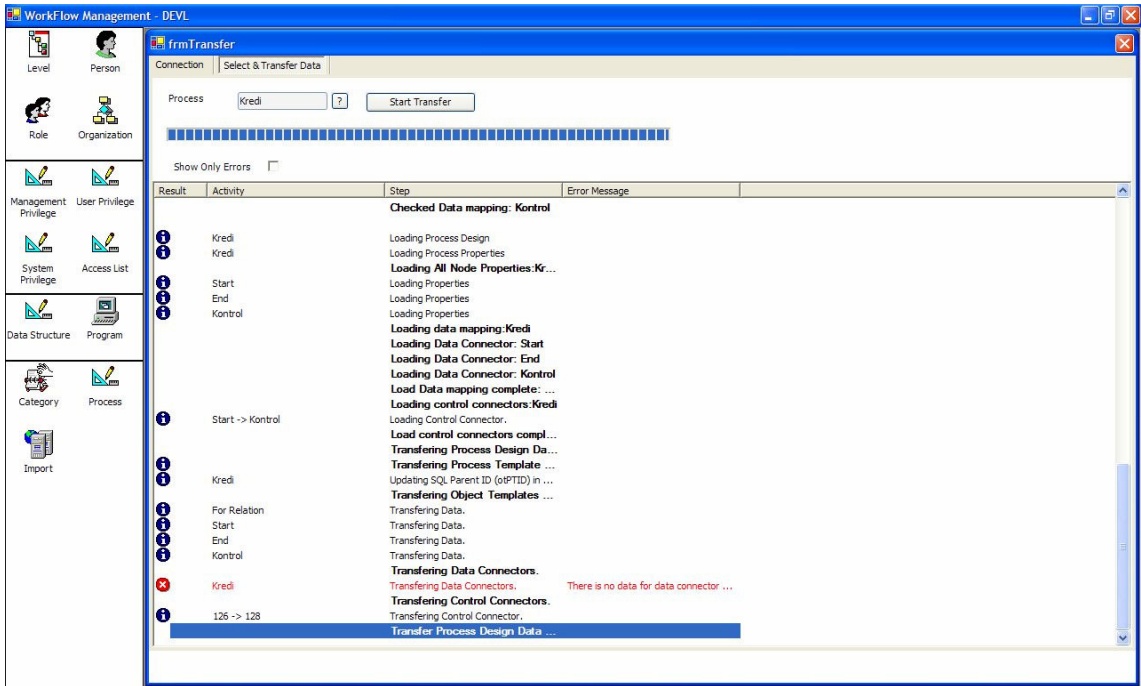 WorkFlow Management - DEVL
Level Person
Role Organization
Management Privilege User Privilege
System Privilege Access List
Data Structure Program
Category Process
Import
frmTransfer
Connection Select & Transfer Data
Process Kredi ? Start Transfer
Show Only Errors
Result Activity Step Error Message
Checked Data mapping: Kontrol
Kredi Loading Process Design
Kredi Loading Process Properties
Loading All Node Properties:Kr...
Start Loading Properties
End Loading Properties
Kontrol Loading Properties
Loading data mapping:Kredi
Loading Data Connector: Start
Loading Data Connector: End
Loading Data Connector: Kontrol
Load Data mapping complete: ...
Loading control connectors:Kredi
Start -> Kontrol Loading Control Connector.
Load control connectors compl...
Transfering Process Design Da...
Transfering Process Template ...
Kredi Updating SQL Parent ID (otPTID) in ...
Transfering Object Templates ...
For Relation Transfering Data.
Start Transfering Data.
End Transfering Data.
Kontrol Transfering Data.
Transfering Data Connectors.
Kredi Transfering Data Connectors. There is no data for data connector ...
Transfering Control Connectors.
126 -> 128 Transfering Control Connector.
Transfer Process Design Data ...